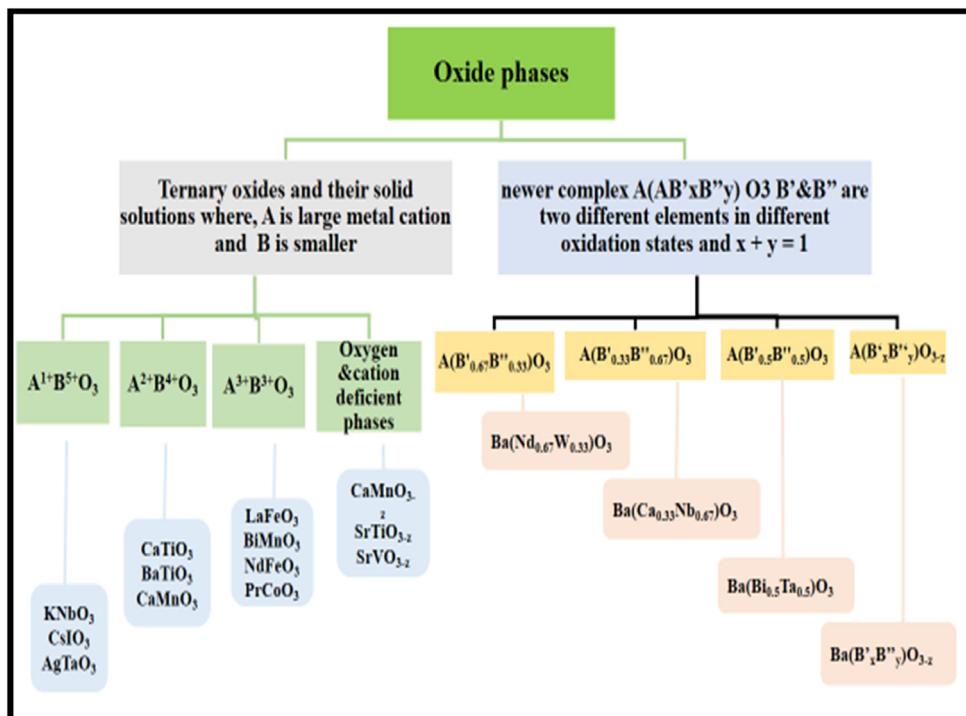 Oxide phases
Ternary oxides and their solid
solutions where, A is large metal cation
and B is smaller
newer complex A(AB’xB”y) O3 B’&B” are
two different elements in different
oxidation states and x + y = 1
A¹⁺B⁵⁺O₃
A²⁺B⁴⁺O₃
A³⁺B³⁺O₃
Oxygen
&cation
deficient
phases
A(B'₀.₆₇B''₀.₃₃)O₃
A(B'₀.₃₃B''₀.₆₇)O₃
A(B'₀.₅B''₀.₅)O₃
A(B‘ₓB”‘ᵧ)O₃₋z
KNbO₃
CsIO₃
AgTaO₃
CaTiO₃
BaTiO₃
CaMnO₃
LaFeO₃
BiMnO₃
NdFeO₃
PrCoO₃
CaMnO₃₋
z
SrTiO₃₋z
SrVO₃₋z
Ba(Nd₀.₆₇W₀.₃₃)O₃
Ba(Ca₀.₃₃Nb₀.₆₇)O₃
Ba(Bi₀.₅Ta₀.₅)O₃
Ba(B’ₓB”ᵧ)O₃₋z